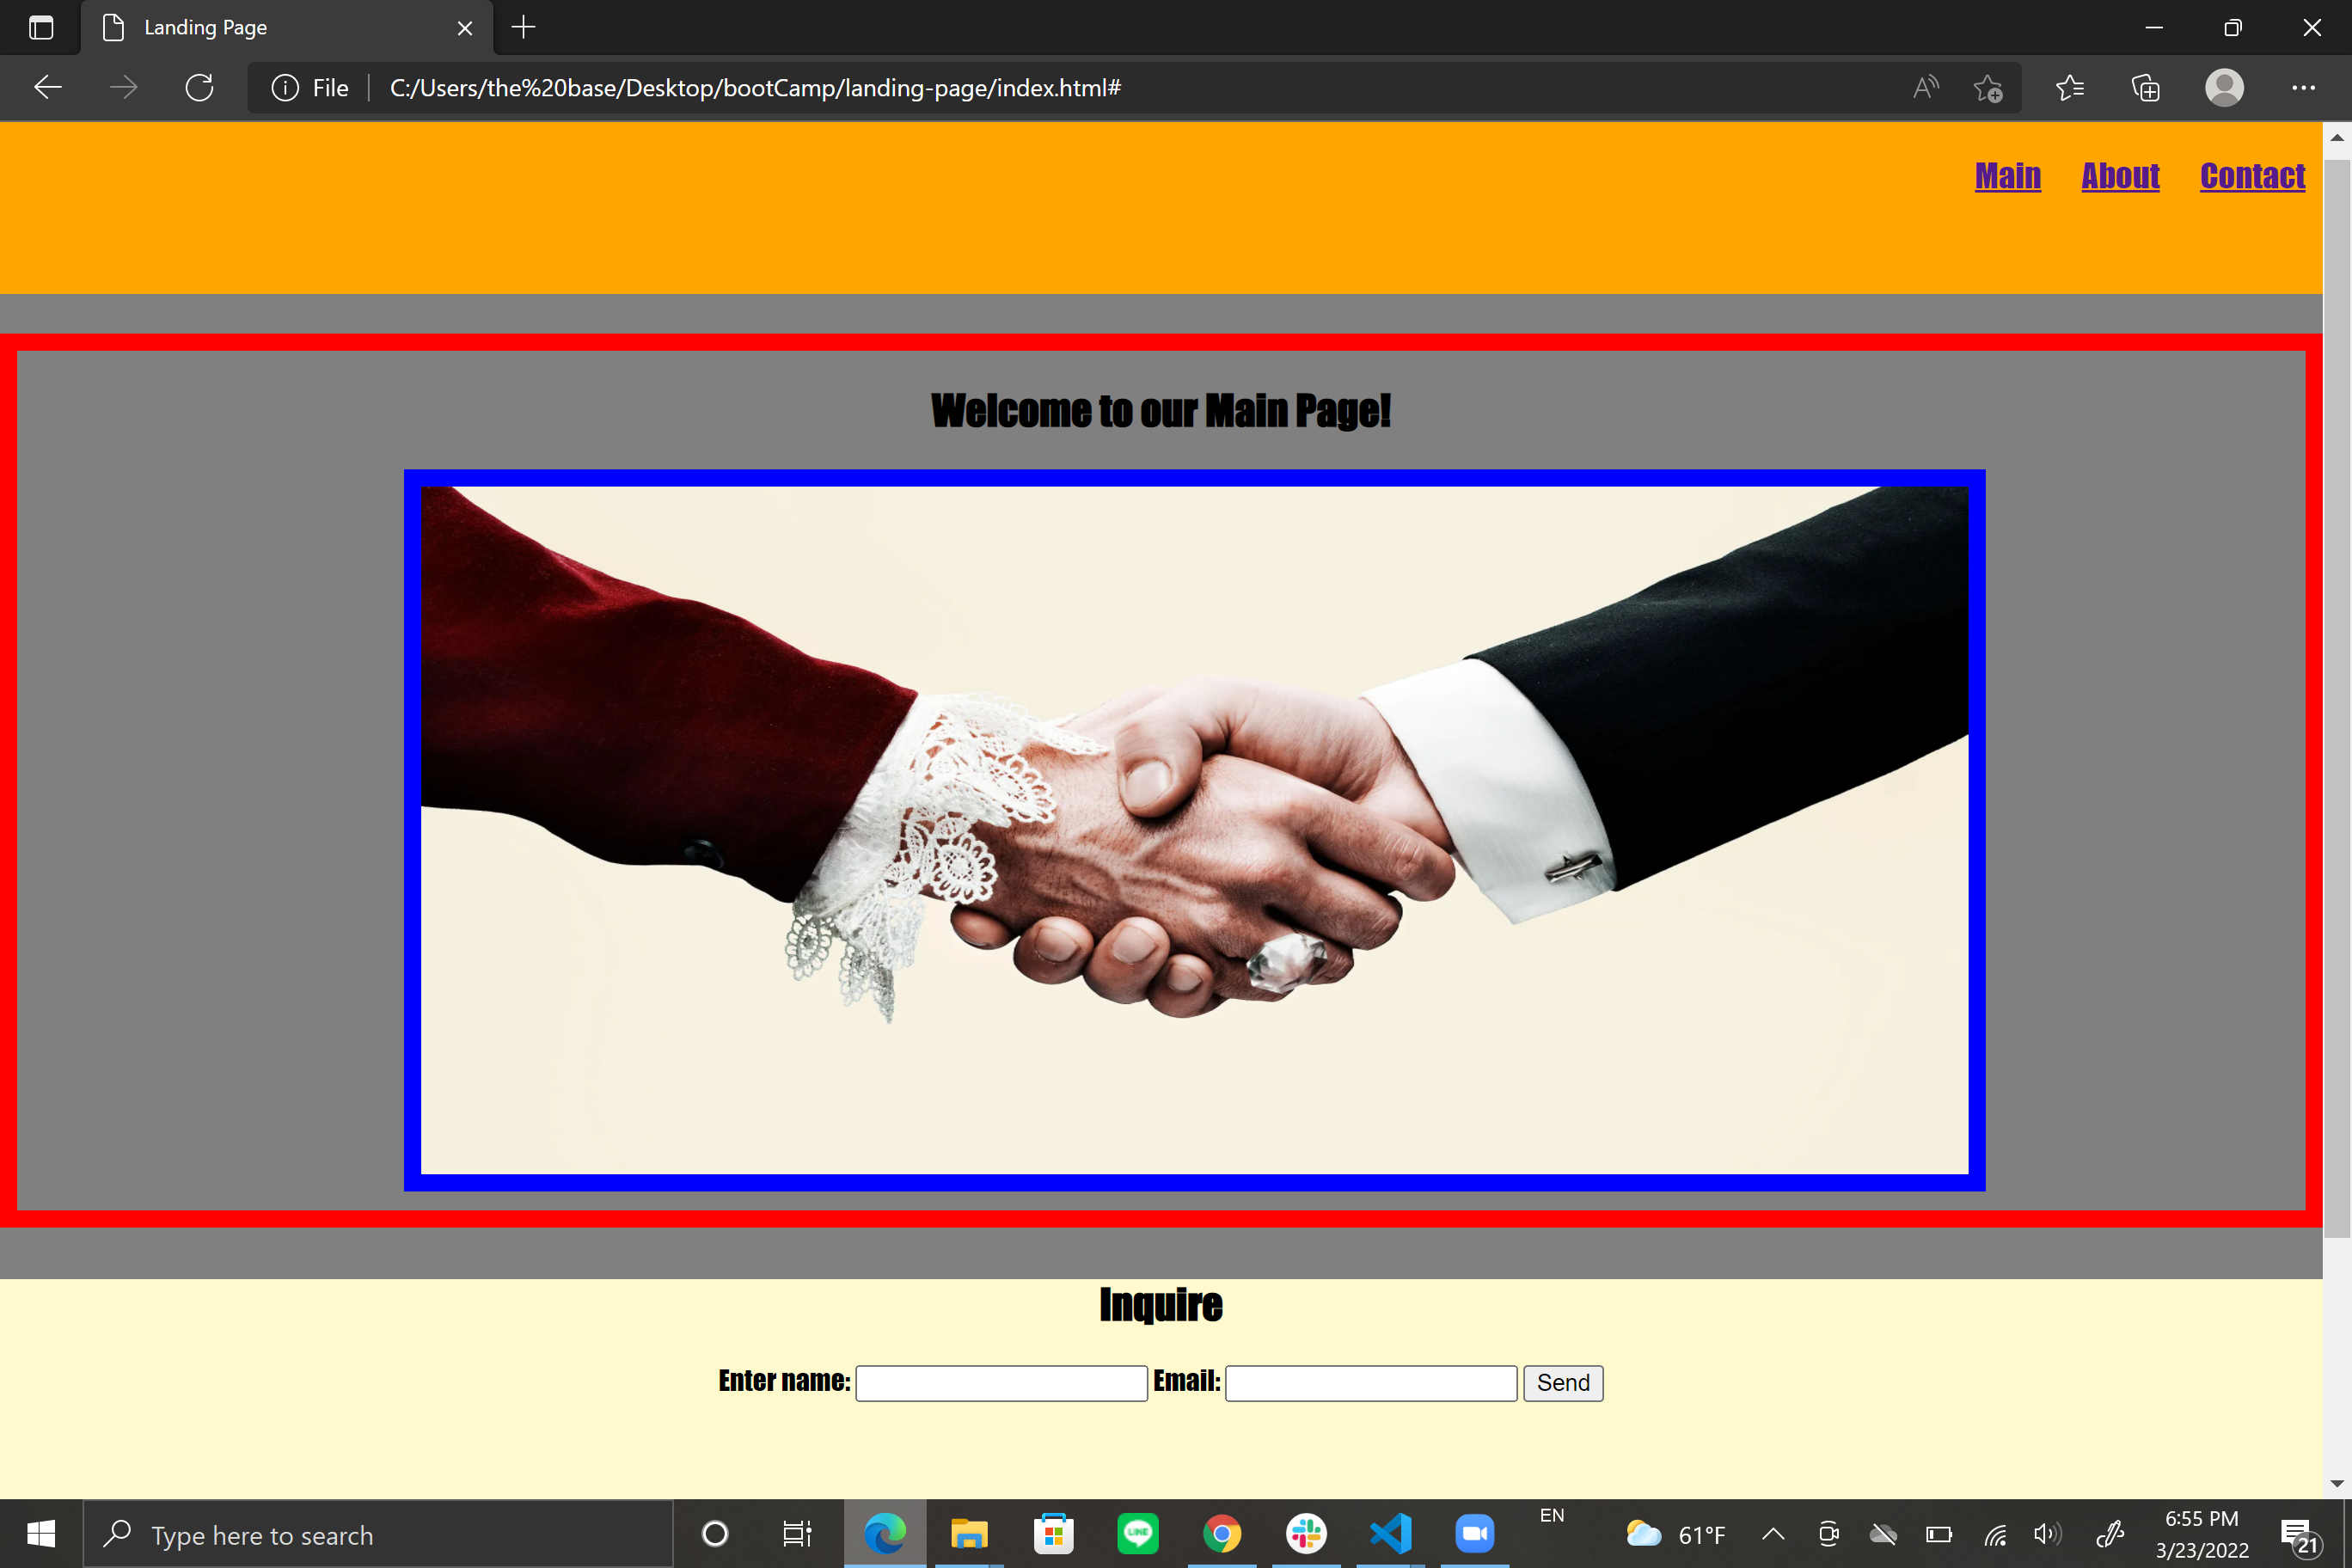 Landing Page
File C:/Users/the%20base/Desktop/bootCamp/landing-page/index.html#
Main About Contact
Welcome to our Main Page!
Inquire
Enter name: Email: Send
Type here to search
LINE
EN
61°F
6:55 PM
3/23/2022
21